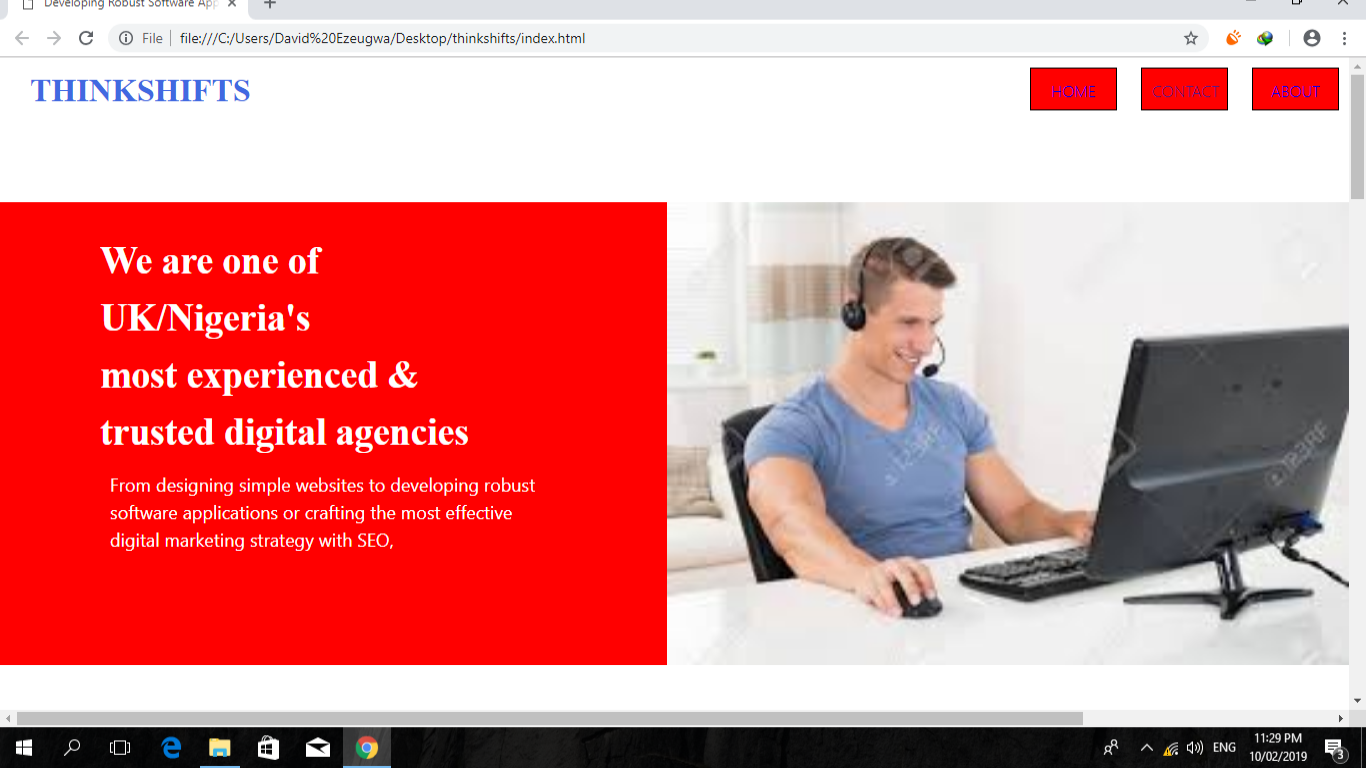 Developing Robust Software App
File
file:///C:/Users/David%20Ezeugwa/Desktop/thinkshifts/index.html
THINKSHIFTS
HOME CONTACT ABOUT
We are one of
UK/Nigeria's
most experienced &
trusted digital agencies
From designing simple websites to developing robust
software applications or crafting the most effective
digital marketing strategy with SEO,
123RF
123RF
ENG
11:29 PM
10/02/2019
3